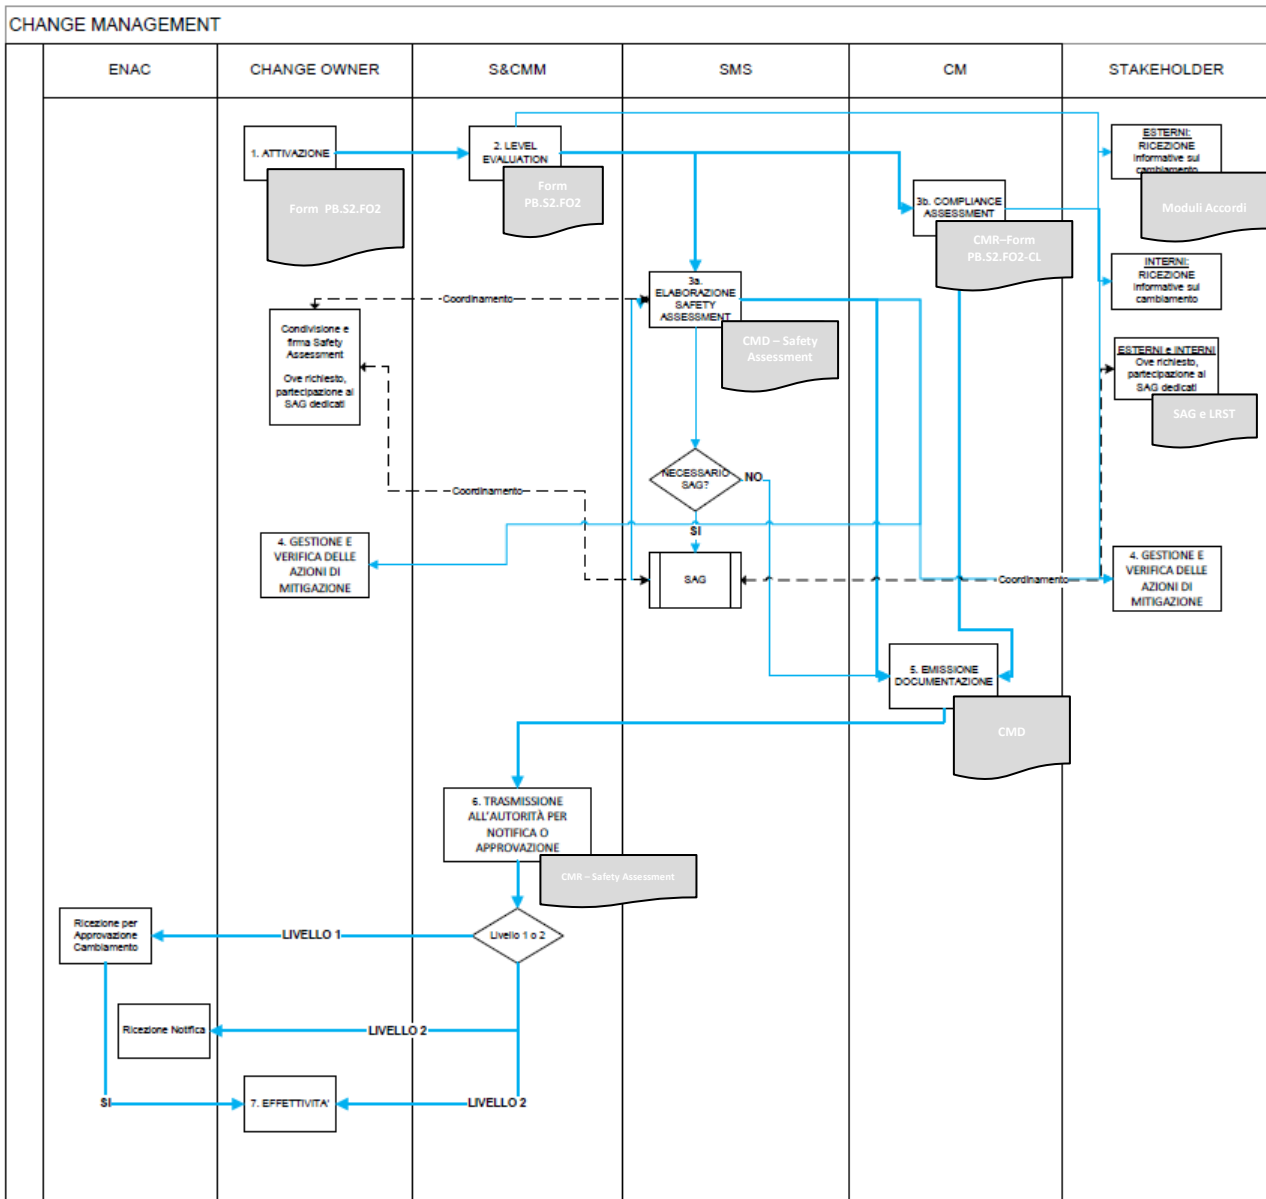 CHANGE MANAGEMENT
ENAC
CHANGE OWNER
S&CMM
SMS
CM
STAKEHOLDER
1. ATTIVAZIONE
Form PB.S2.FO2
2. LEVEL
EVALUATION
Form
PB.S2.FO2
3b. COMPLIANCE
ASSESSMENT
CMR–Form
PB.S2.FO2-CL
ESTERNI:
RICEZIONE
informative sul
cambiamento
Moduli Accordi
INTERNI:
RICEZIONE
informative sul
cambiamento
3a.
ELABORAZIONE
SAFETY
ASSESSMENT
CMD – Safety
Assessment
Coordinamento
Condivisione e
firma Safety
Assessment
Ove richiesto,
partecipazione ai
SAG dedicati
ESTERNI e INTERNI
Ove richiesto,
partecipazione ai
SAG dedicati
SAG e LRST
NECESSARIO
SAG?
NO
SI
Coordinamento
4. GESTIONE E
VERIFICA DELLE
AZIONI DI
MITIGAZIONE
SAG
Coordinamento
4. GESTIONE E
VERIFICA DELLE
AZIONI DI
MITIGAZIONE
5. EMISSIONE
DOCUMENTAZIONE
CMD
6. TRASMISSIONE
ALL'AUTORITÀ PER
NOTIFICA O
APPROVAZIONE
CMR – Safety Assessment
Ricezione per
Approvazione
Cambiamento
LIVELLO 1
Livello 1 o 2
Ricezione Notifica
LIVELLO 2
SI
7. EFFETTIVITA'
LIVELLO 2